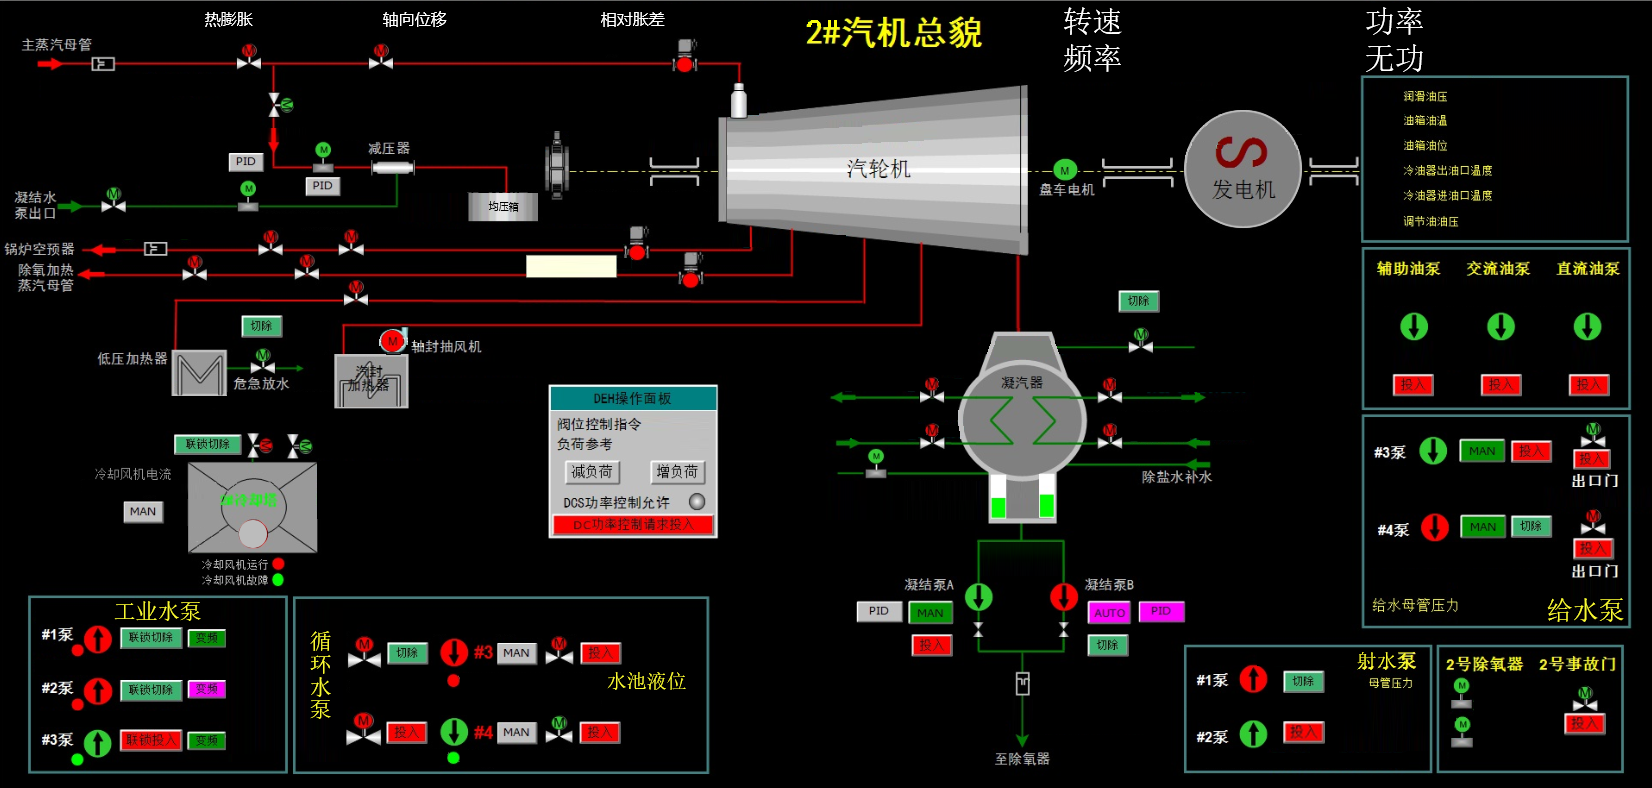 热膨胀
轴向位移
相对胀差
2#汽机总貌
转速
频率
功率
无功
主蒸汽母管
M
M
M
PID
M
PID
减压器
均压箱
凝结水
泵出口
M
M
锅炉空预器
M
M
除氧加热
蒸汽母管
M
M
M
汽轮机
M
盘车电机
发电机
润滑油压
油箱油温
油箱油位
冷油器出油口温度
冷油器进油口温度
调节油油压
辅助油泵
交流油泵
直流油泵
投入
投入
投入
切除
低压加热器
M
危急放水
M
轴封抽风机
汽封
加热器
DEH操作面板
阀位控制指令
负荷参考
减负荷
增负荷
DCS功率控制允许
DC功率控制请求投入
切除
M
凝汽器
M
M
M
M
M
除盐水补水
#3泵
MAN
投入
M
投入
出口门
#4泵
MAN
切除
M
投入
出口门
给水母管压力
给水泵
联锁切除
M
M
冷却风机电流
MAN
冷却风机运行
冷却风机故障
凝结泵A
PID
MAN
投入
凝结泵B
AUTO
PID
切除
至除氧器
工业水泵
#1泵
联锁切除
变频
#2泵
联锁切除
变频
#3泵
联锁投入
变频
循环水泵
M
切除
#3
MAN
M
投入
水池液位
M
投入
#4
MAN
M
投入
射水泵
母管压力
#1泵
切除
#2泵
投入
2号除氧器
2号事故门
M
M
M
投入